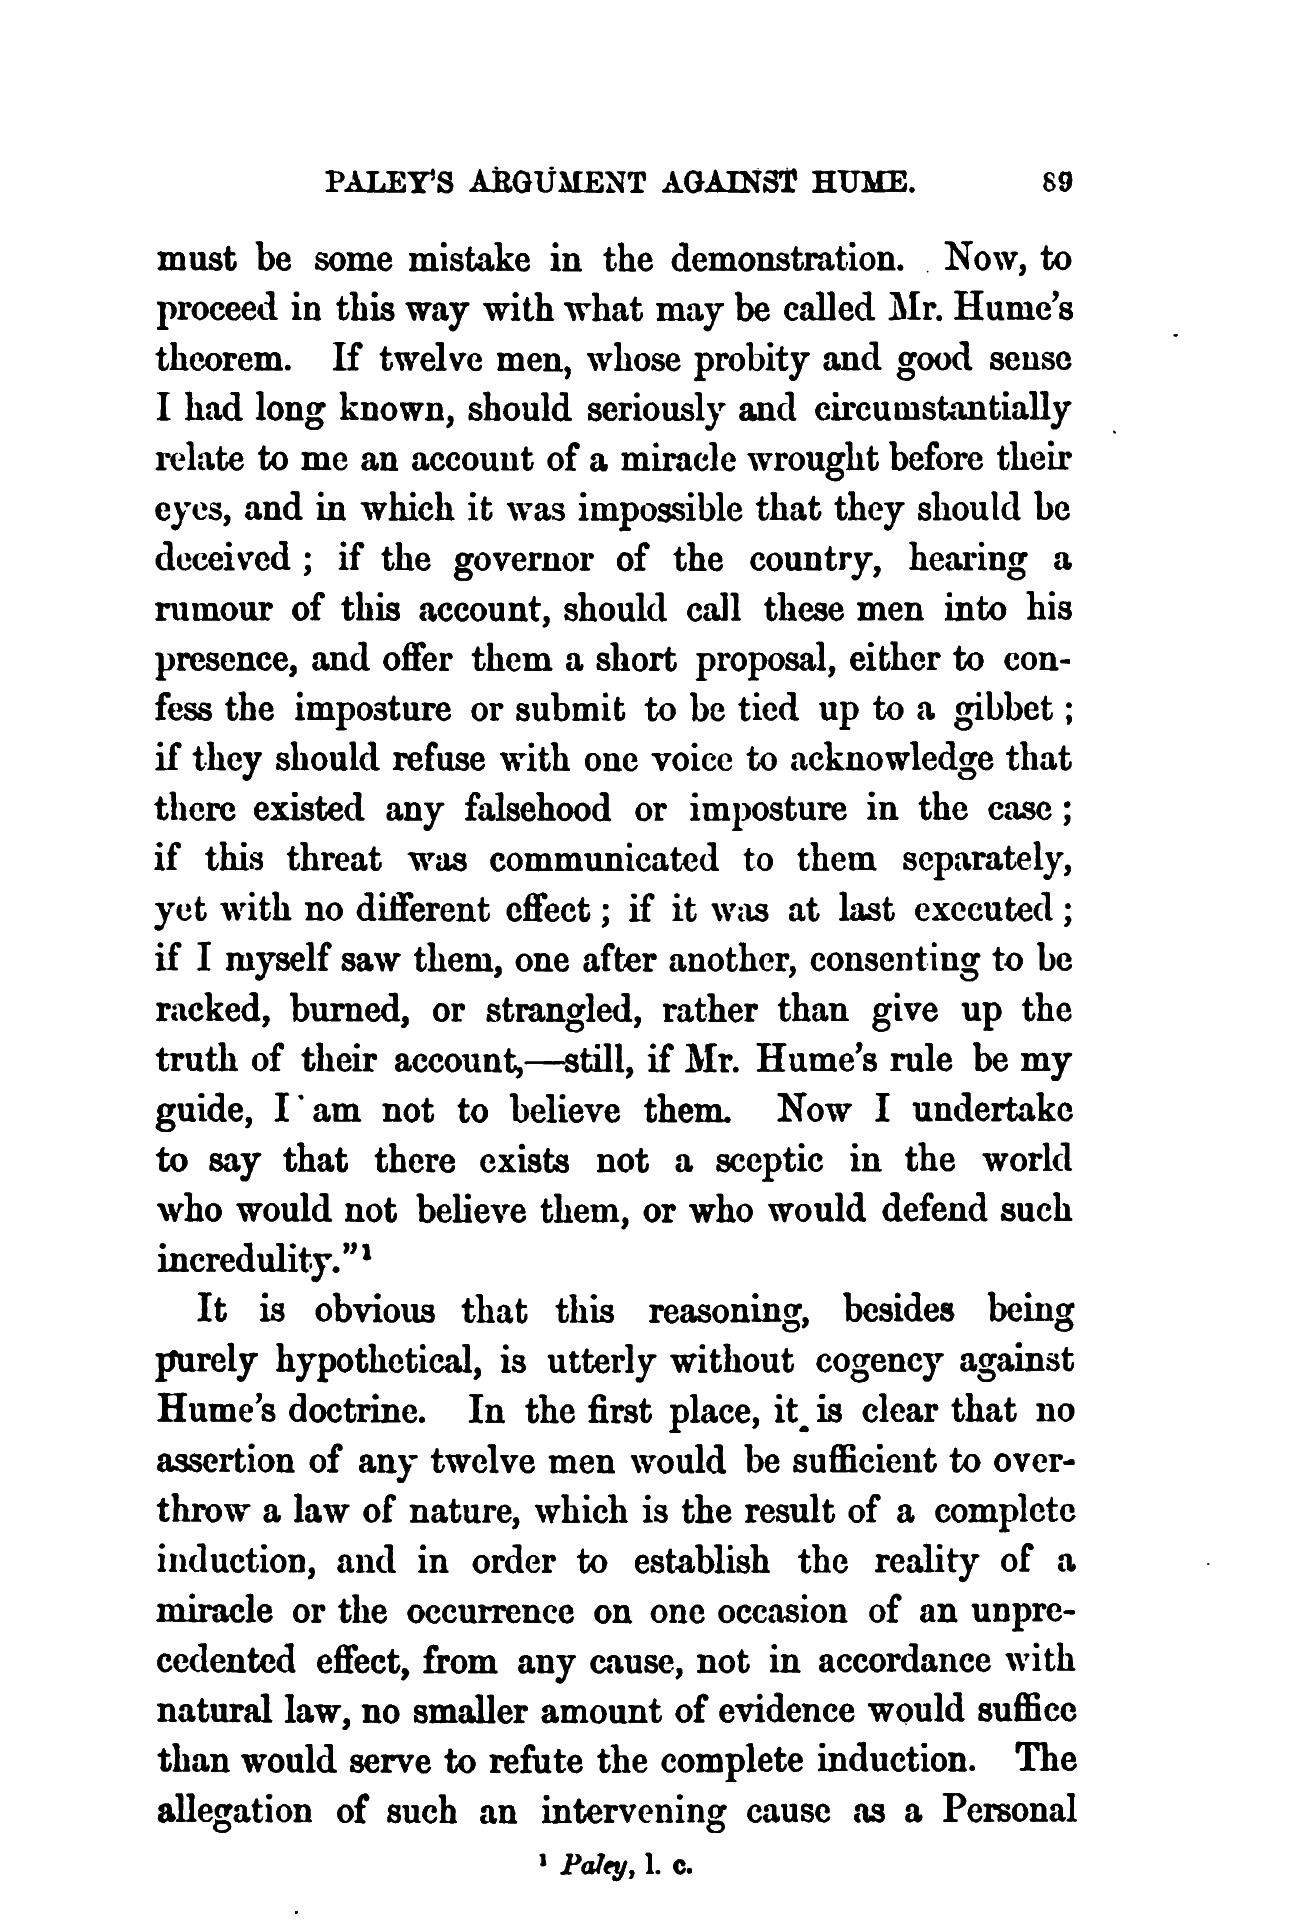 PALEY'S ARGUMENT AGAINST HUME. 89
must be some mistake in the demonstration. Now, to
proceed in this way with what may be called Mr. Hume's
theorem. If twelve men, whose probity and good sense
I had long known, should seriously and circumstantially
relate to me an account of a miracle wrought before their
eyes, and in which it was impossible that they should be
deceived ; if the governor of the country, hearing a
rumour of this account, should call these men into his
presence, and offer them a short proposal, either to con-
fess the imposture or submit to be tied up to a gibbet ;
if they should refuse with one voice to acknowledge that
there existed any falsehood or imposture in the case ;
if this threat was communicated to them separately,
yet with no different effect ; if it was at last executed ;
if I myself saw them, one after another, consenting to be
racked, burned, or strangled, rather than give up the
truth of their account,—still, if Mr. Hume's rule be my
guide, I am not to believe them. Now I undertake
to say that there exists not a sceptic in the world
who would not believe them, or who would defend such
incredulity."¹
It is obvious that this reasoning, besides being
purely hypothetical, is utterly without cogency against
Hume's doctrine. In the first place, it is clear that no
assertion of any twelve men would be sufficient to over-
throw a law of nature, which is the result of a complete
induction, and in order to establish the reality of a
miracle or the occurrence on one occasion of an unpre-
cedented effect, from any cause, not in accordance with
natural law, no smaller amount of evidence would suffice
than would serve to refute the complete induction. The
allegation of such an intervening cause as a Personal
¹ Paley, l. c.